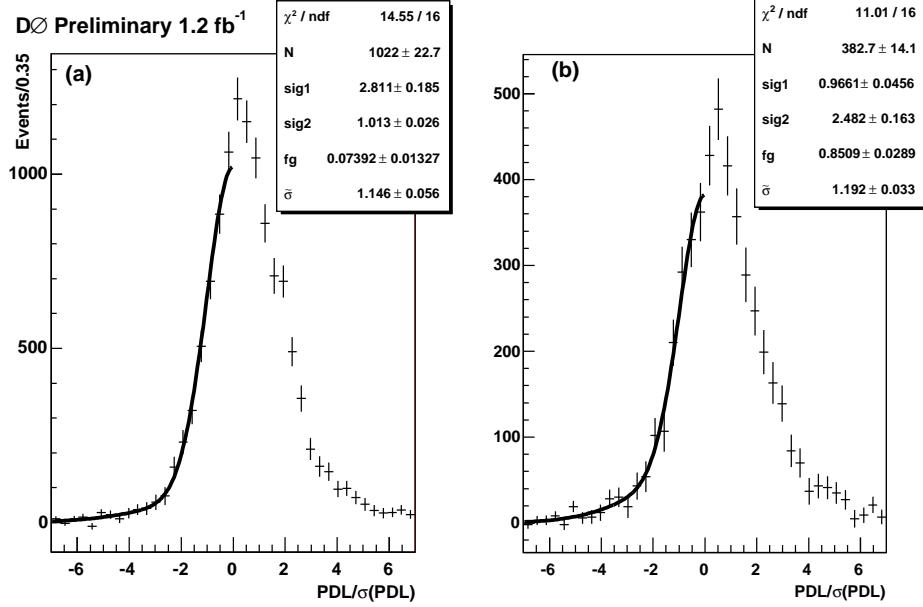 DØ Preliminary 1.2 fb⁻¹
Events/0.35
(a)
χ² / ndf 14.55 / 16
N 1022 ± 22.7
sig1 2.811 ± 0.185
sig2 1.013 ± 0.026
fg 0.07392 ± 0.01327
σ̃ 1.146 ± 0.056
1000
500
0
-6 -4 -2 0 2 4 6
PDL/σ(PDL)
(b)
χ² / ndf 11.01 / 16
N 382.7 ± 14.1
sig1 0.9661 ± 0.0456
sig2 2.482 ± 0.163
fg 0.8509 ± 0.0289
σ̃ 1.192 ± 0.033
500
400
300
200
100
0
-6 -4 -2 0 2 4 6
PDL/σ(PDL)